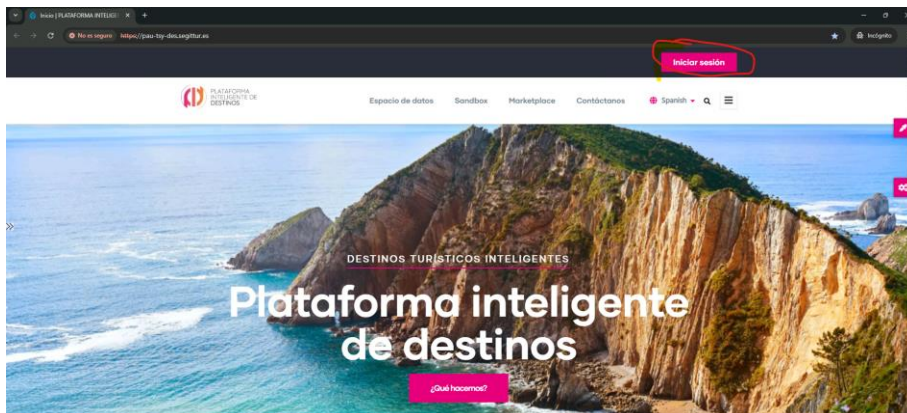 Inicio | PLATAFORMA INTELIG
No es seguro https://pau-tsy-des.segittur.es
Incógnito
Iniciar sesión
PLATAFORMA
INTELIGENTE DE
DESTINOS
Espacio de datos Sandbox Marketplace Contáctanos Spanish
DESTINOS TURÍSTICOS INTELIGENTES
Plataforma inteligente
de destinos
¿Qué hacemos?